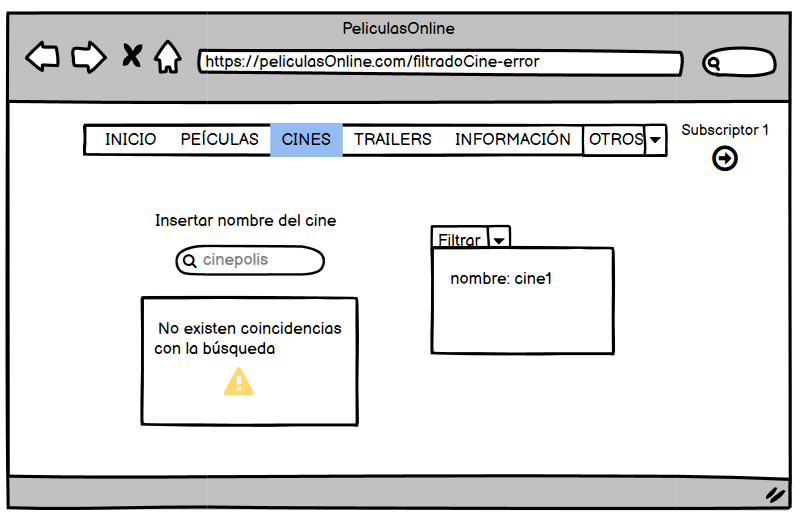 PeliculasOnline
https://peliculasOnline.com/filtradoCine-error
INICIO PEÍCULAS CINES TRAILERS INFORMACIÓN OTROS
Subscriptor 1
Insertar nombre del cine
cinepolis
Filtrar
nombre: cine1
No existen coincidencias
con la búsqueda